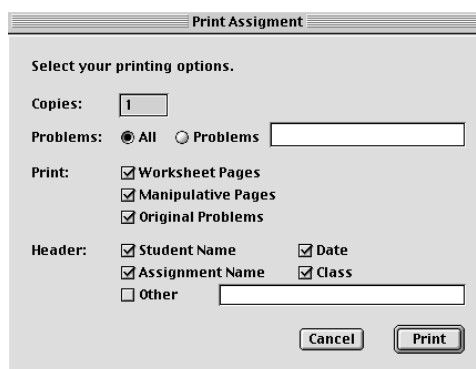 Print Assigment
Select your printing options.
Copies: 1
Problems: All Problems
Print: Worksheet Pages
Manipulative Pages
Original Problems
Header: Student Name Date
Assignment Name Class
Other
Cancel Print